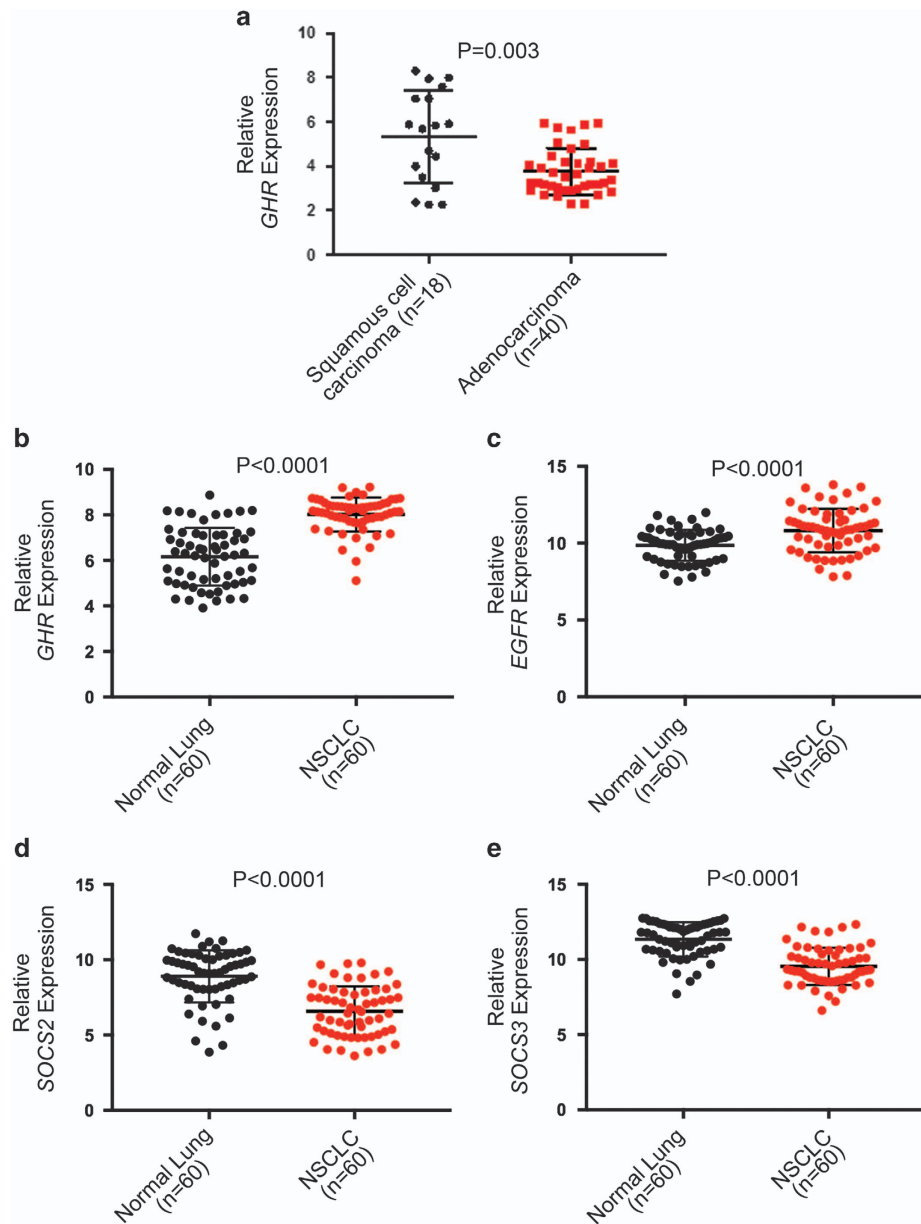 a
P=0.003
Relative
GHR Expression
10
8
6
4
2
0
Squamous cell
carcinoma (n=18)
Adenocarcinoma
(n=40)
b
P<0.0001
Relative
GHR Expression
10
8
6
4
2
0
Normal Lung
(n=60)
NSCLC
(n=60)
c
P<0.0001
Relative
EGFR Expression
15
10
5
0
Normal Lung
(n=60)
NSCLC
(n=60)
d
P<0.0001
Relative
SOCS2 Expression
15
10
5
0
Normal Lung
(n=60)
NSCLC
(n=60)
e
P<0.0001
Relative
SOCS3 Expression
15
10
5
0
Normal Lung
(n=60)
NSCLC
(n=60)